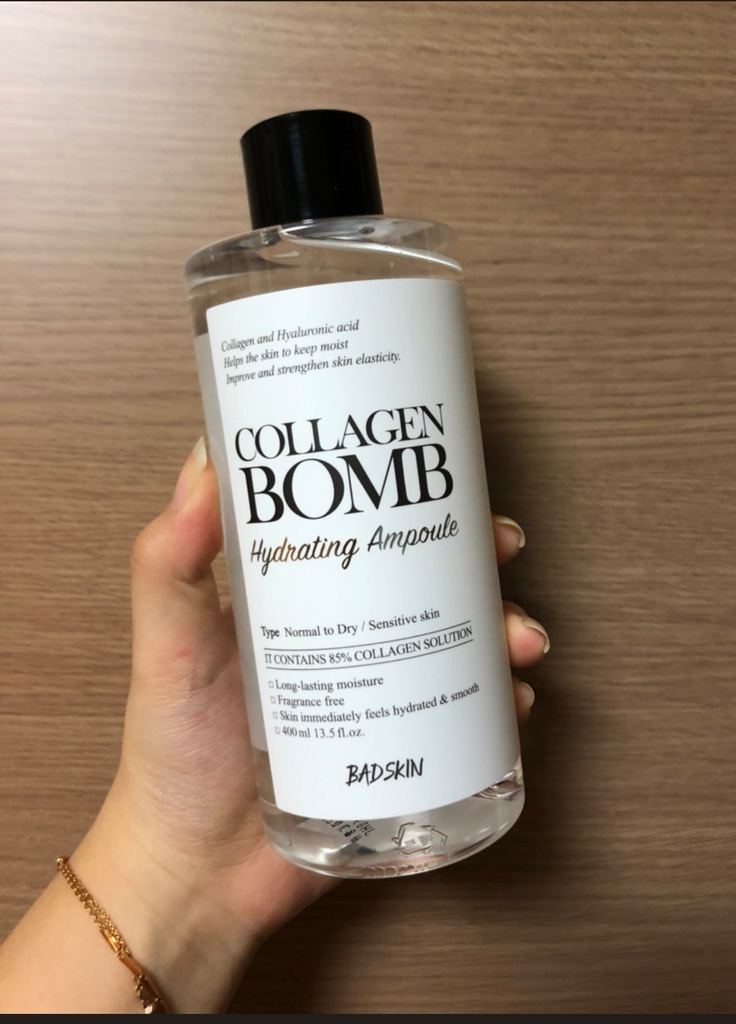 Collagen and Hyaluronic acid
Helps the skin to keep moist
Improve and strengthen skin elasticity.
COLLAGEN
BOMB
Hydrating Ampoule
Type Normal to Dry / Sensitive skin
IT CONTAINS 85% COLLAGEN SOLUTION
Long-lasting moisture
Fragrance free
Skin immediately feels hydrated & smooth
400 ml 13.5 fl.oz.
BADSKIN